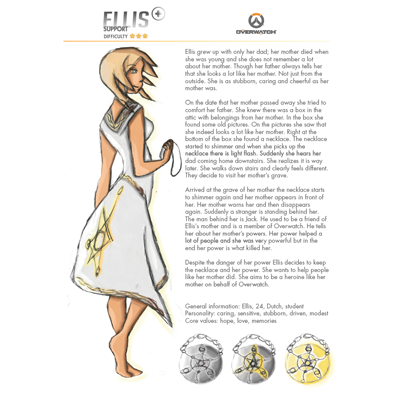 ELLIS
SUPPORT
DIFFICULTY
OVERWATCH
Ellis grew up with only her dad; her mother died when
she was young and she does not remember a lot
about her mother. Though her father always tells her
that she looks a lot like her mother. Not just from the
outside. She is as stubborn, caring and cheerful as her
mother was.
On the date that her mother passed away she tried to
comfort her father. She knew there was a box in the
attic with belongings from her mother. In the box she
found some old pictures. On the pictures she saw that
she indeed looks a lot like her mother. Right at the
bottom of the box she found a necklace. The necklace
started to shimmer and when she picks up the
necklace there is light flash. Suddenly she hears her
dad coming home downstairs. She realizes it is way
later. She walks down stairs and clearly feels different.
They decide to visit her mother's grave.
Arrived at the grave of her mother the necklace starts
to shimmer again and her mother appears in front of
her. Her mother warns her and then disappears
again. Suddenly a stranger is standing behind her.
The man behind her is Jack. He used to be a friend of
Ellis's mother and is a member of Overwatch. He tells
her about her mother's powers. Her power helped a
lot of people and she was very powerful but in the
end her power is what killed her.
Despite the danger of her power Ellis decides to keep
the necklace and her power. She wants to help people
like her mother did. She aims to be a heroine like her
mother on behalf of Overwatch.
General information: Ellis, 24, Dutch, student
Personality: caring, sensitive, stubborn, driven, modest
Core values: hope, love, memories